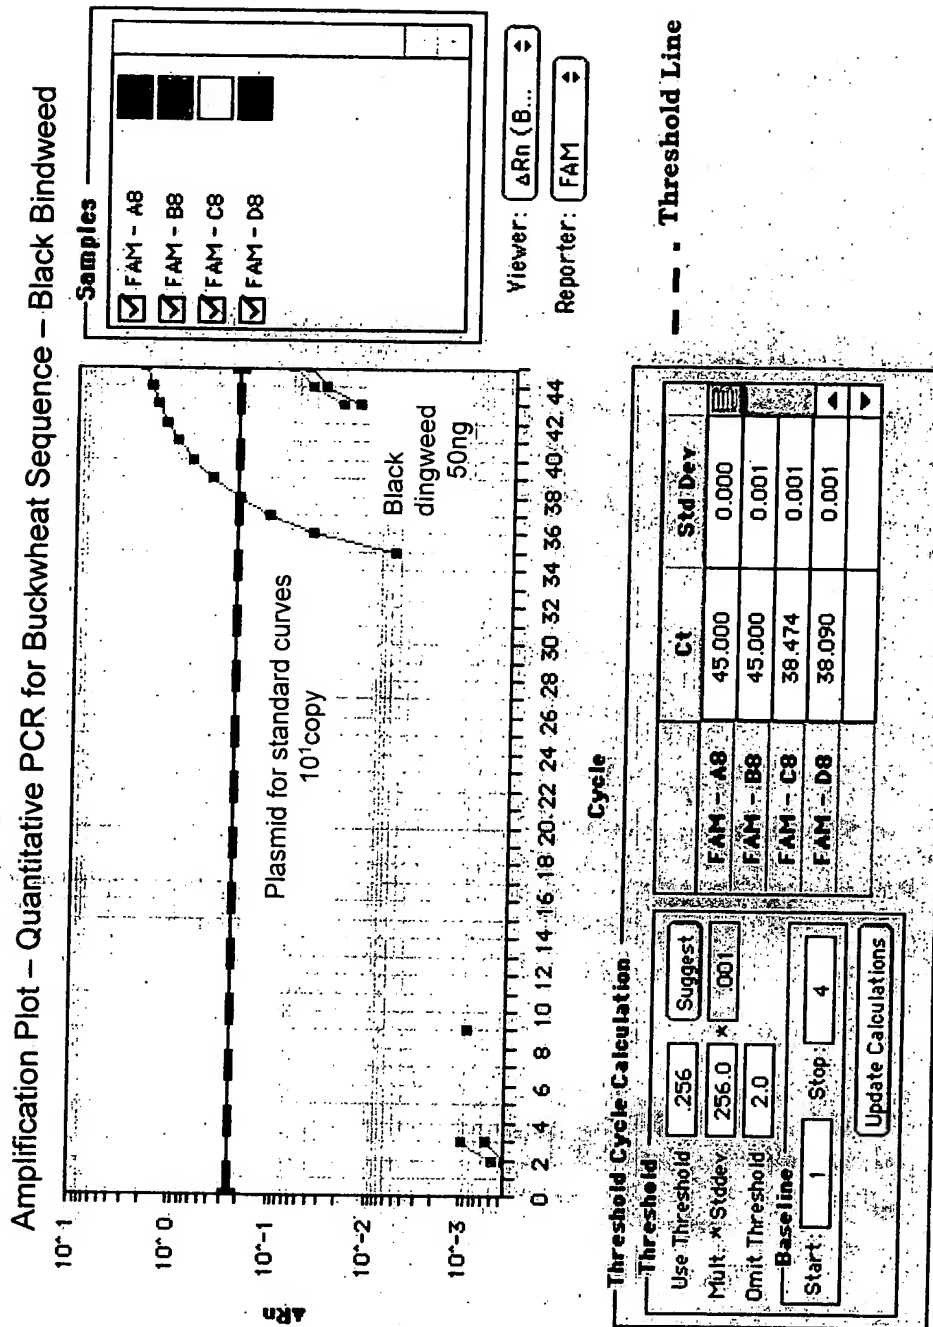 Amplification Plot – Quantitative PCR for Buckwheat Sequence – Black Bindweed
10^1
10^0
10^-1
10^-2
10^-3
ΔRn
Plasmid for standard curves
10¹copy
Black
dingweed
50ng
0 2 4 6 8 10 12 14 16 18 20 22 24 26 28 30 32 34 36 38 40 42 44
Cycle
Samples
FAM - A8
FAM - B8
FAM - C8
FAM - D8
Viewer: ΔRn (B...
Reporter: FAM
Threshold Line
Threshold Cycle Calculation
Threshold
Use Threshold: .256 Suggest
Mult. * Stddev: 256.0 * .001
Omit Threshold: 2.0
Baseline
Start: 1 Stop: 4
Update Calculations
Ct Std Dev
FAM - A8 45.000 0.000
FAM - B8 45.000 0.001
FAM - C8 38.474 0.001
FAM - D8 38.090 0.001